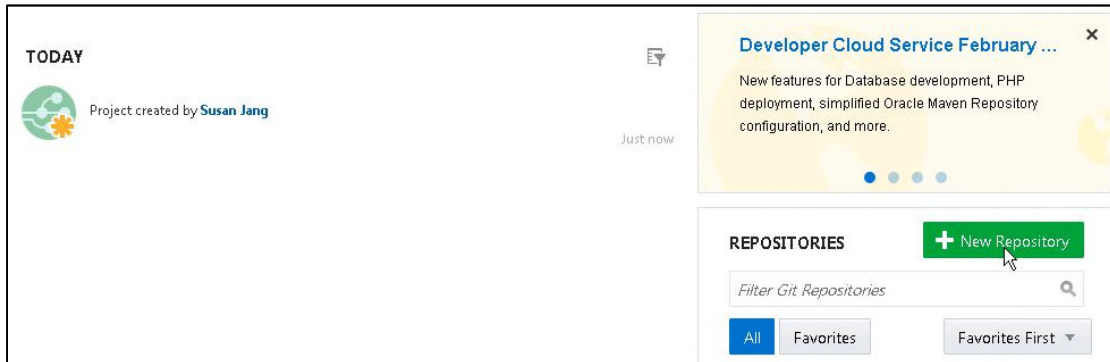 TODAY
Project created by Susan Jang
Just now
Developer Cloud Service February ...
New features for Database development, PHP
deployment, simplified Oracle Maven Repository
configuration, and more.
REPOSITORIES
New Repository
Filter Git Repositories
All Favorites Favorites First